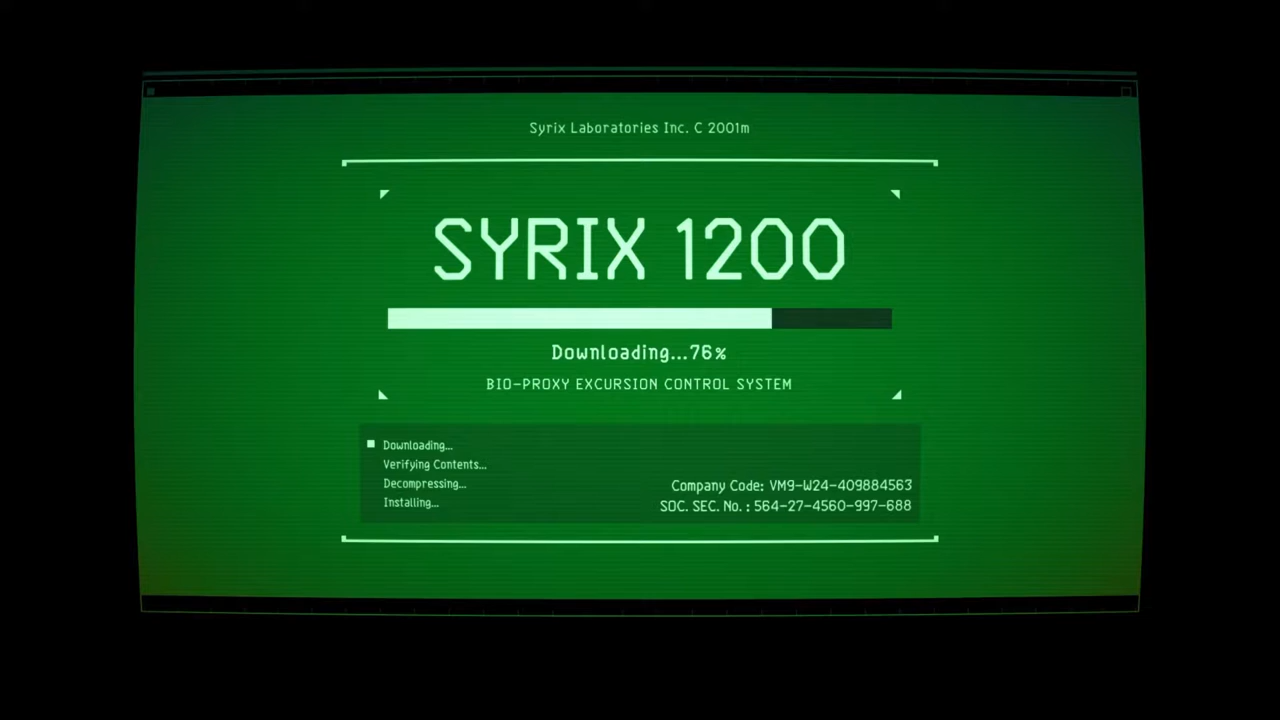 Syrix Laboratories Inc. C 2001m
SYRIX 1200
Downloading...76%
BIO-PROXY EXCURSION CONTROL SYSTEM
Downloading...
Verifying Contents...
Decompressing...
Installing...
Company Code: VM9-W24-409884563
SOC. SEC. No. : 564-27-4560-997-688